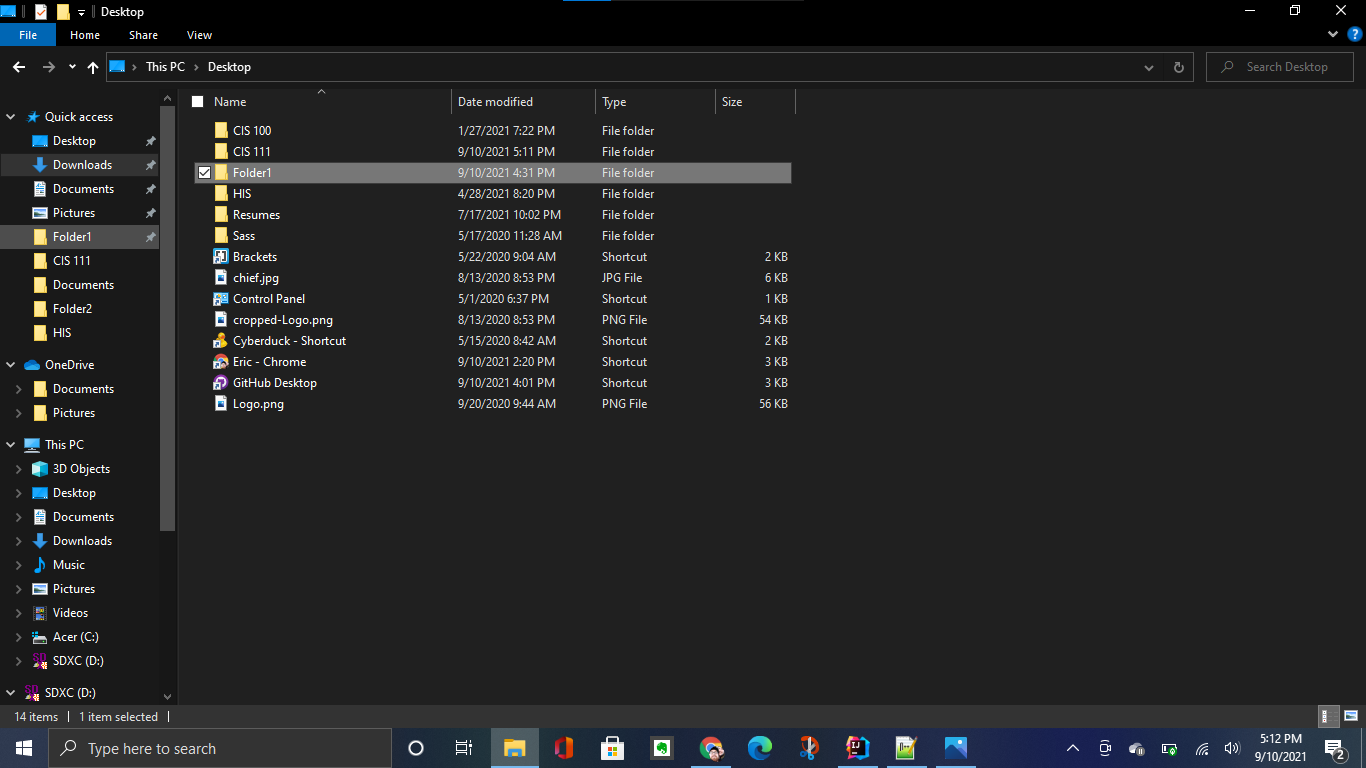 Desktop
File Home Share View
This PC Desktop
Search Desktop
Name Date modified Type Size
Quick access
Desktop
Downloads
Documents
Pictures
Folder1
CIS 111
Documents
Folder2
HIS
OneDrive
Documents
Pictures
This PC
3D Objects
Desktop
Documents
Downloads
Music
Pictures
Videos
Acer (C:)
SDXC (D:)
SDXC (D:)
CIS 100 1/27/2021 7:22 PM File folder
CIS 111 9/10/2021 5:11 PM File folder
Folder1 9/10/2021 4:31 PM File folder
HIS 4/28/2021 8:20 PM File folder
Resumes 7/17/2021 10:02 PM File folder
Sass 5/17/2020 11:28 AM File folder
Brackets 5/22/2020 9:04 AM Shortcut 2 KB
chief.jpg 8/13/2020 8:53 PM JPG File 6 KB
Control Panel 5/1/2020 6:37 PM Shortcut 1 KB
cropped-Logo.png 8/13/2020 8:53 PM PNG File 54 KB
Cyberduck - Shortcut 5/15/2020 8:42 AM Shortcut 2 KB
Eric - Chrome 9/10/2021 2:20 PM Shortcut 3 KB
GitHub Desktop 9/10/2021 4:01 PM Shortcut 3 KB
Logo.png 9/20/2020 9:44 AM PNG File 56 KB
14 items 1 item selected
Type here to search
5:12 PM
9/10/2021
2